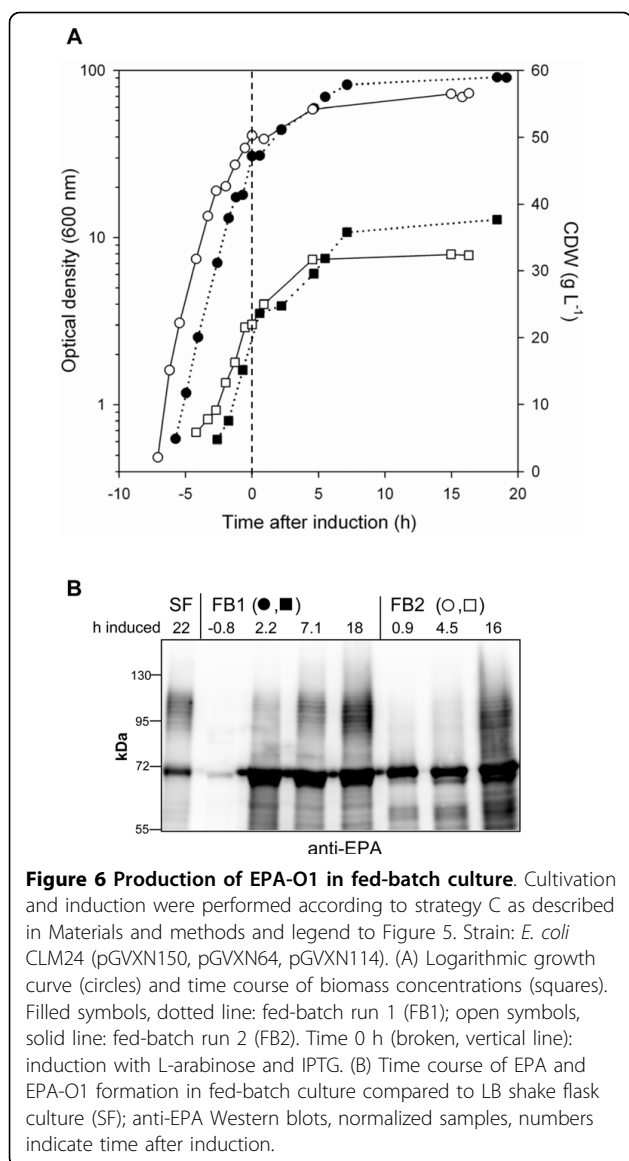 A
100
10
1
Optical density (600 nm)
60
50
40
30
20
10
0
CDW (g L-1)
-10 -5 0 5 10 15 20
Time after induction (h)
B
SF FB1 (●,■) FB2 (○,□)
h induced 22 -0.8 2.2 7.1 18 0.9 4.5 16
130
95
72
55
kDa
anti-EPA
Figure 6 Production of EPA-O1 in fed-batch culture. Cultivation
and induction were performed according to strategy C as described
in Materials and methods and legend to Figure 5. Strain: E. coli
CLM24 (pGVXN150, pGVXN64, pGVXN114). (A) Logarithmic growth
curve (circles) and time course of biomass concentrations (squares).
Filled symbols, dotted line: fed-batch run 1 (FB1); open symbols,
solid line: fed-batch run 2 (FB2). Time 0 h (broken, vertical line):
induction with L-arabinose and IPTG. (B) Time course of EPA and
EPA-O1 formation in fed-batch culture compared to LB shake flask
culture (SF); anti-EPA Western blots, normalized samples, numbers
indicate time after induction.